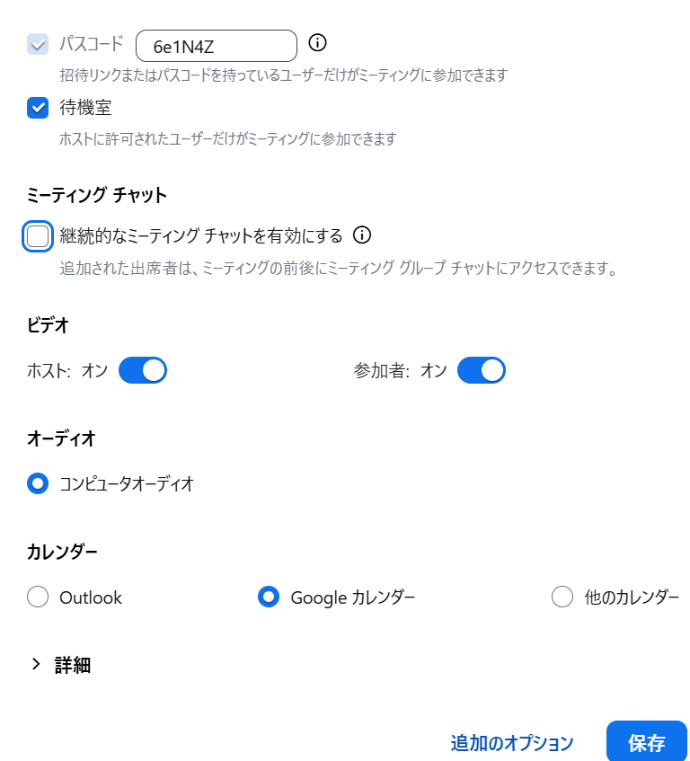 パスコード 6e1N4Z
招待リンクまたはパスコードを持っているユーザーだけがミーティングに参加できます
待機室
ホストに許可されたユーザーだけがミーティングに参加できます
ミーティング チャット
継続的なミーティング チャットを有効にする
追加された出席者は、ミーティングの前後にミーティング グループ チャットにアクセスできます。
ビデオ
ホスト: オン 参加者: オン
オーディオ
コンピュータオーディオ
カレンダー
Outlook Google カレンダー 他のカレンダー
詳細
追加のオプション 保存